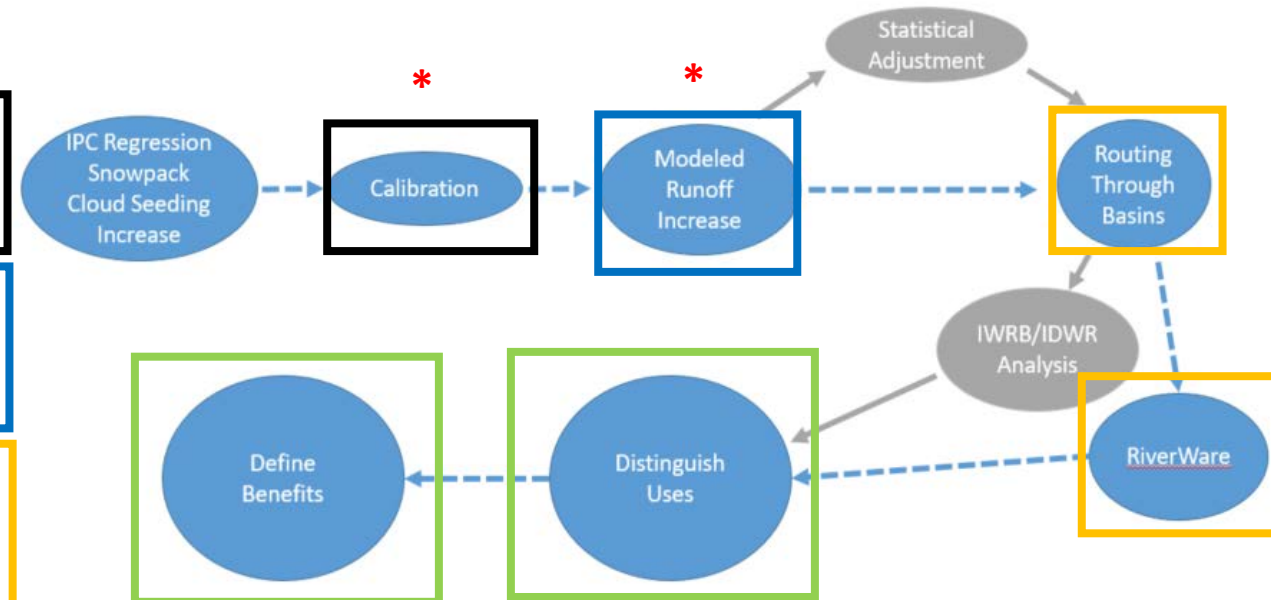 Statistical
Adjustment
*
*
IPC Regression
Snowpack
Cloud Seeding
Increase
Calibration
Modeled
Runoff
Increase
Routing
Through
Basins
IWRB/IDWR
Analysis
RiverWare
Distinguish
Uses
Define
Benefits